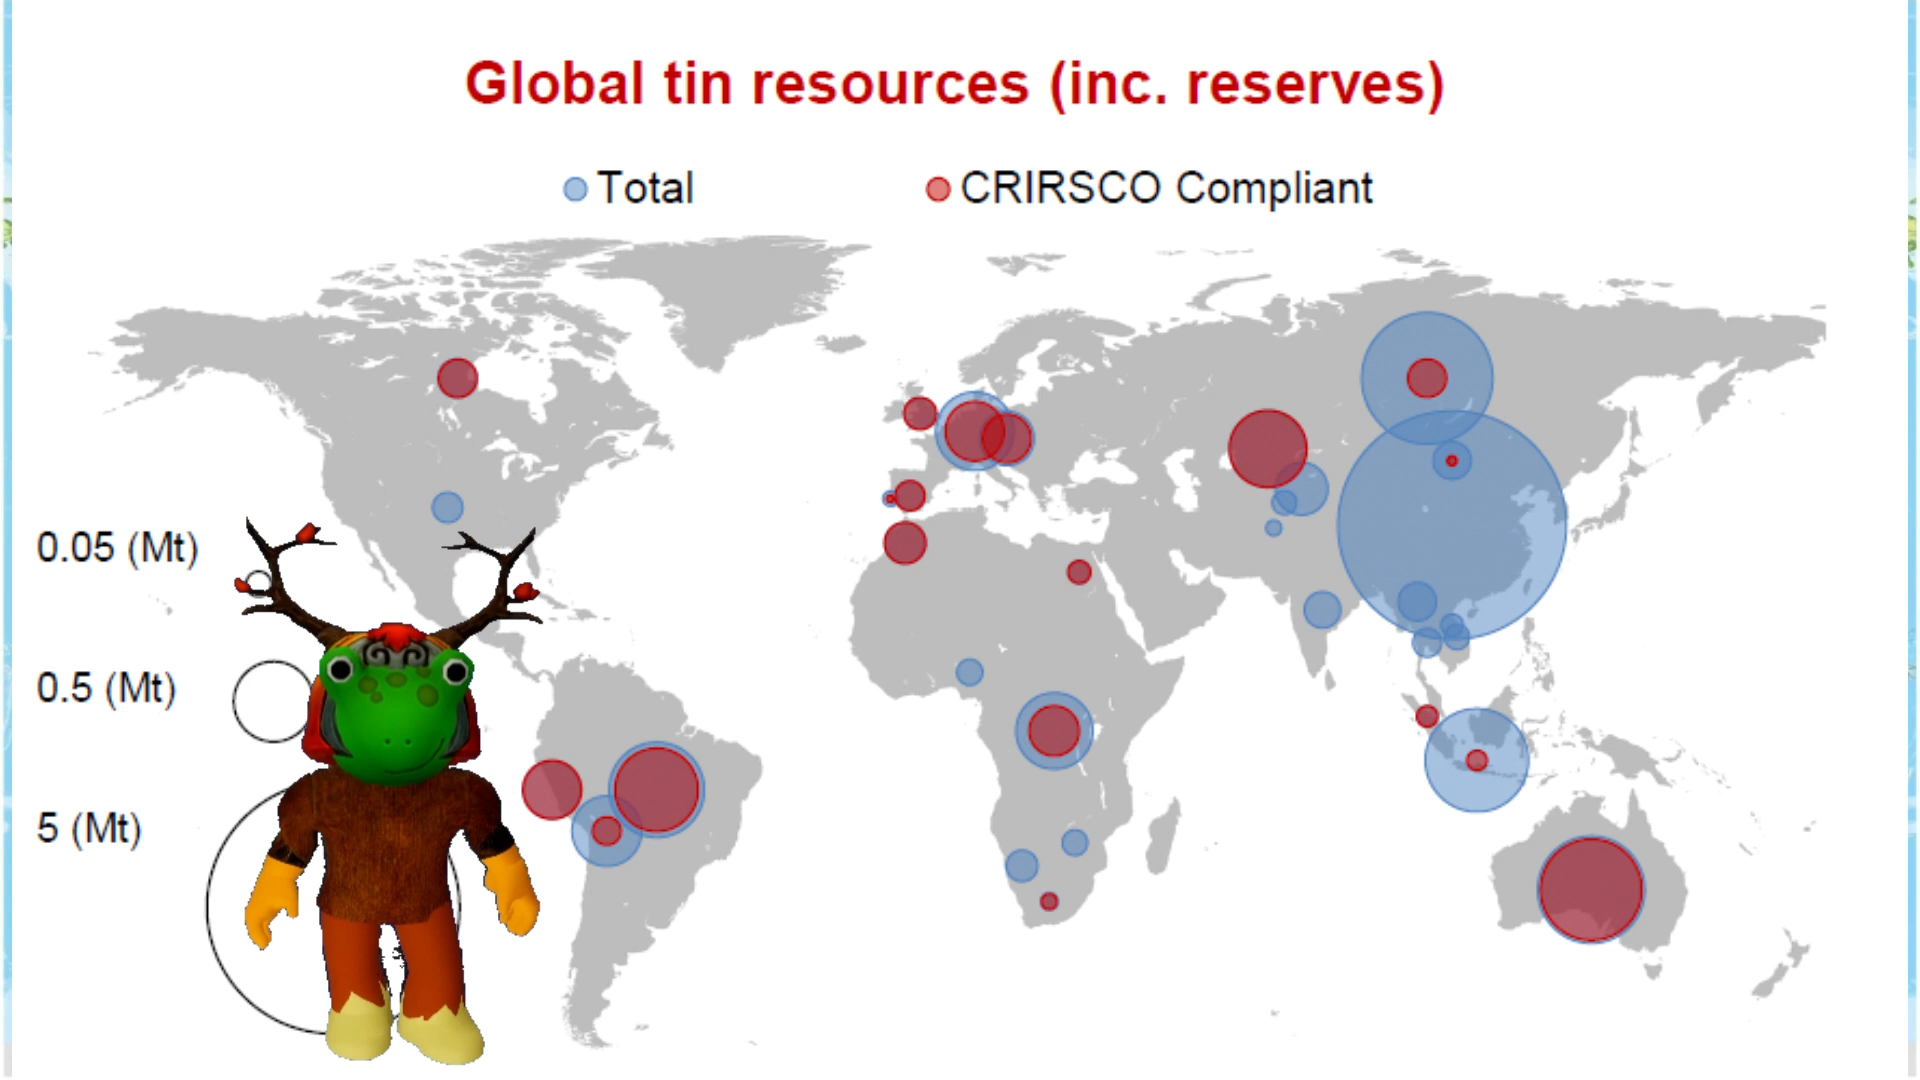 Global tin resources (inc. reserves)
Total
CRIRSCO Compliant
0.05 (Mt)
0.5 (Mt)
5 (Mt)